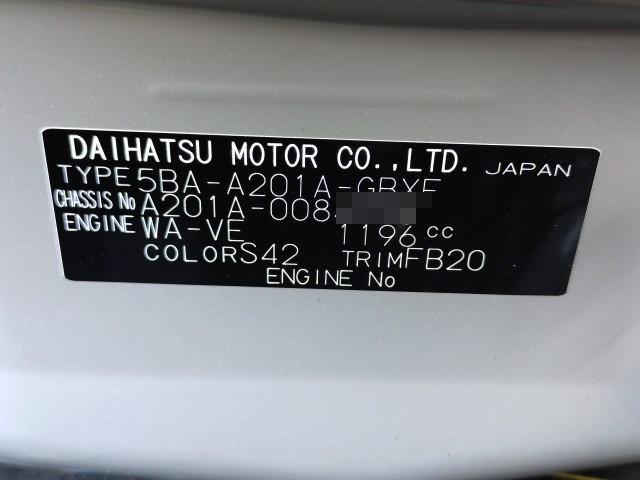 DAIHATSU MOTOR CO.,LTD. JAPAN
TYPE 5BA-A201A-GBXF
CHASSIS No A201A-008
ENGINE WA-VE 1196 cc
COLOR S42 TRIM FB20
ENGINE No